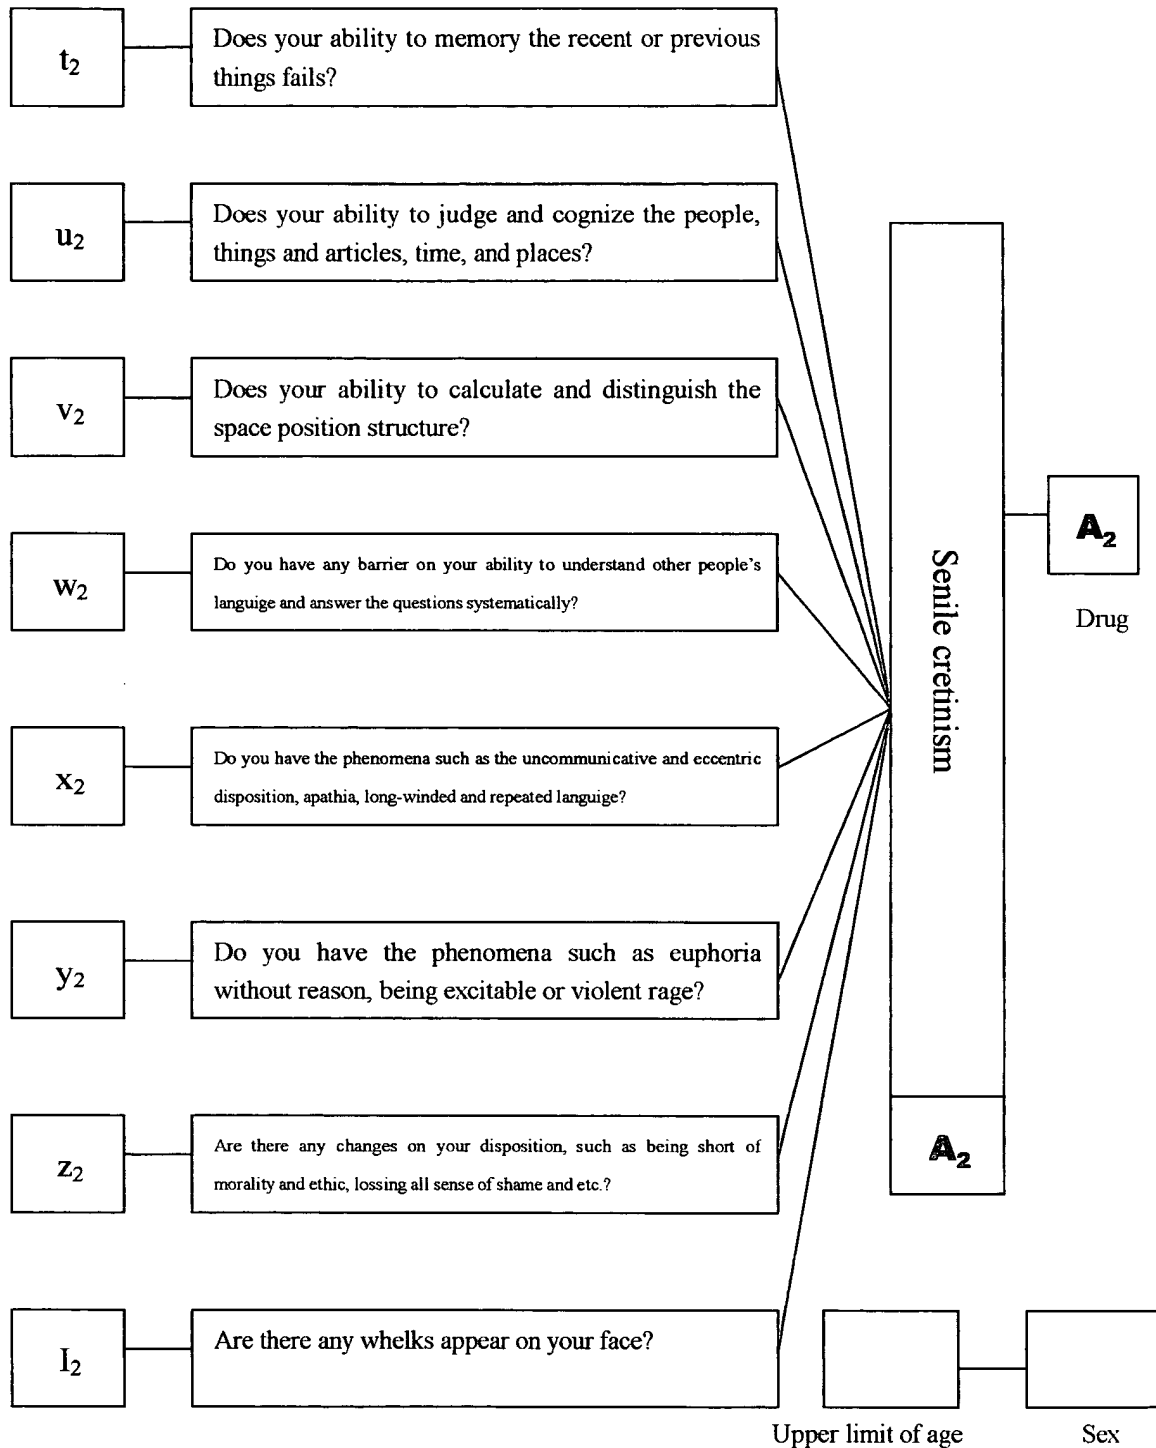 t2
Does your ability to memory the recent or previous
things fails?
u2
Does your ability to judge and cognize the people,
things and articles, time, and places?
v2
Does your ability to calculate and distinguish the
space position structure?
w2
Do you have any barrier on your ability to understand other people's
languige and answer the questions systematically?
x2
Do you have the phenomena such as the uncommunicative and eccentric
disposition, apathia, long-winded and repeated languige?
y2
Do you have the phenomena such as euphoria
without reason, being excitable or violent rage?
z2
Are there any changes on your disposition, such as being short of
morality and ethic, lossing all sense of shame and etc.?
I2
Are there any whelks appear on your face?
Senile cretinism
A2
A2
Drug
Upper limit of age
Sex